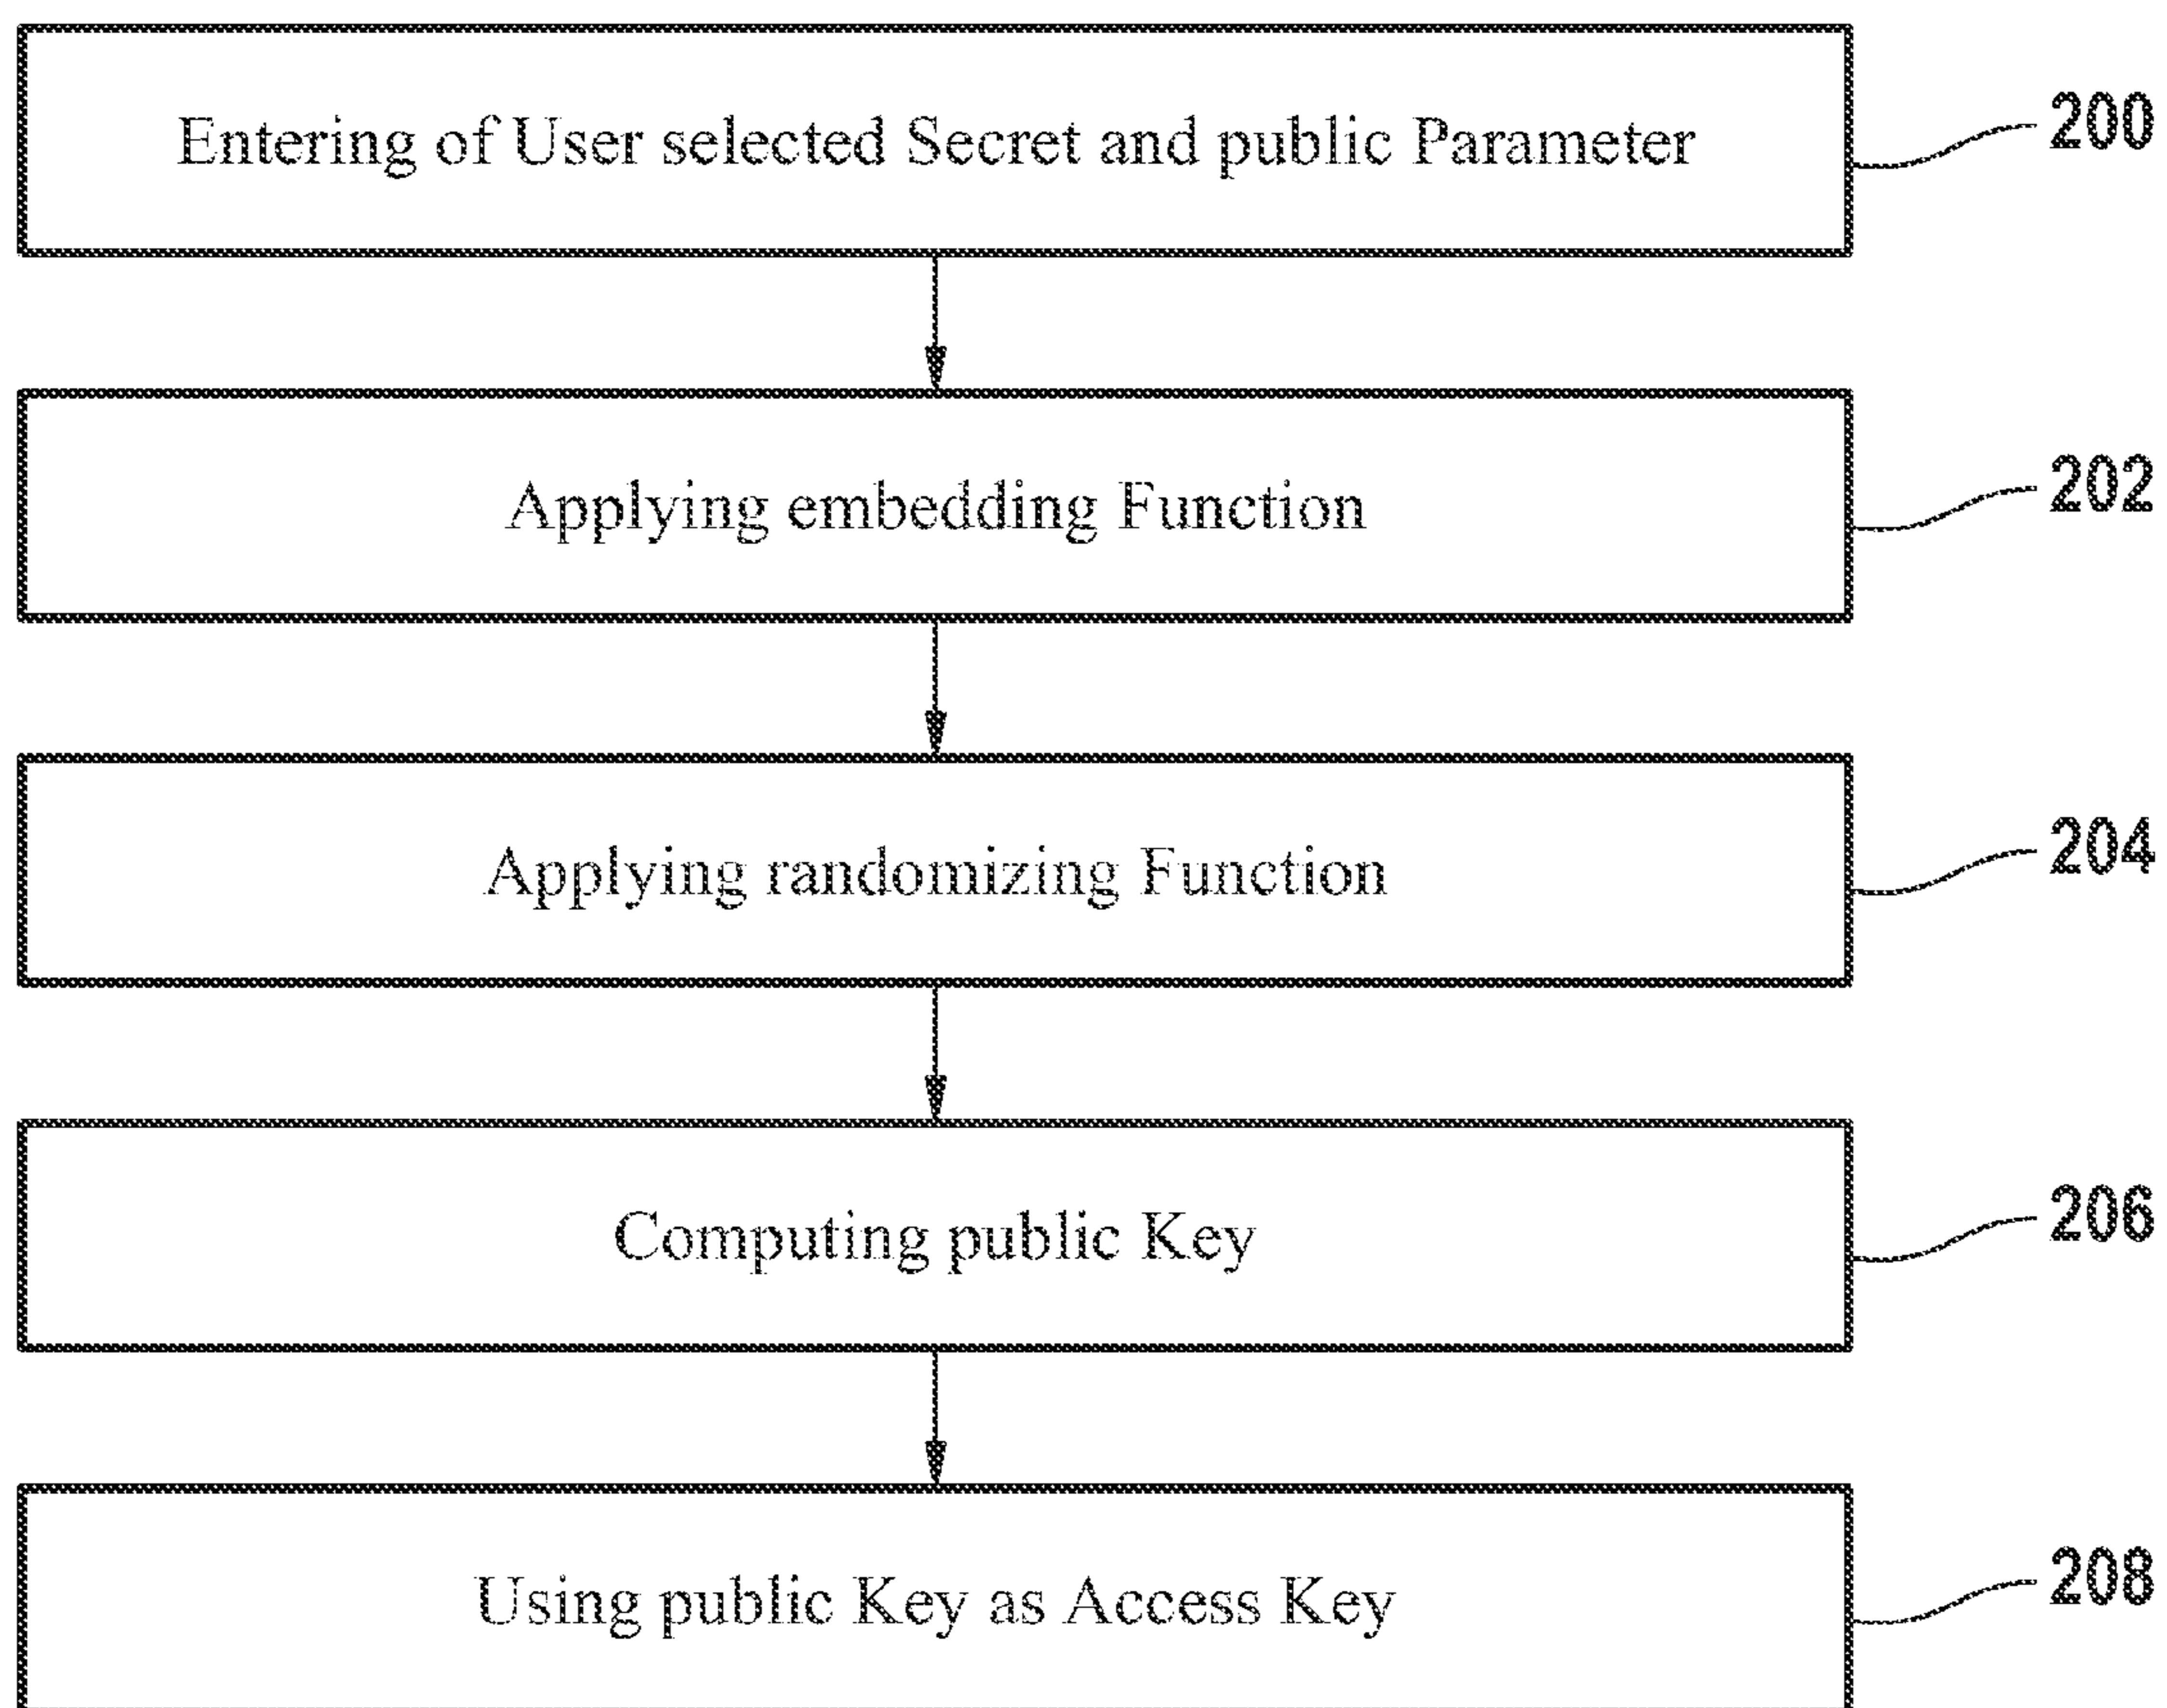 Entering of User selected Secret and public Parameter
200
Applying embedding Function
202
Applying randomizing Function
204
Computing public Key
206
Using public Key as Access Key
208